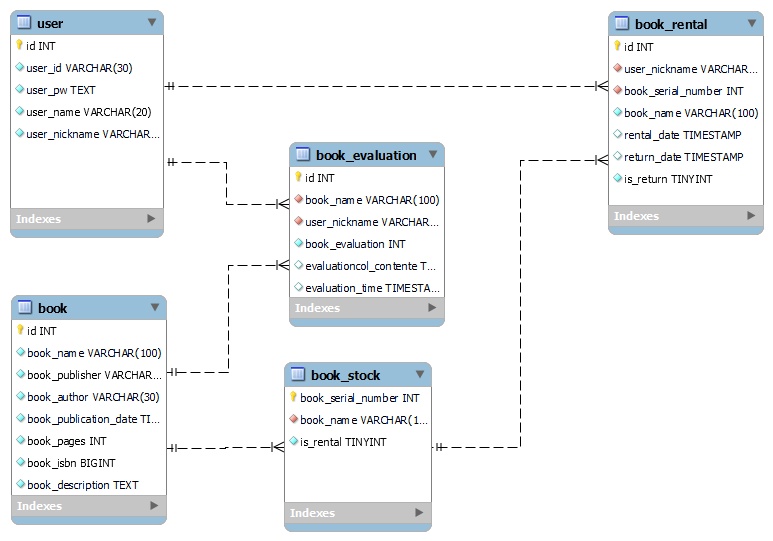 user
id INT
user_id VARCHAR(30)
user_pw TEXT
user_name VARCHAR(20)
user_nickname VARCHAR...
Indexes
book_rental
id INT
user_nickname VARCHAR...
book_serial_number INT
book_name VARCHAR(100)
rental_date TIMESTAMP
return_date TIMESTAMP
is_return TINYINT
Indexes
book_evaluation
id INT
book_name VARCHAR(100)
user_nickname VARCHAR...
book_evaluation INT
evaluationcol_contente T...
evaluation_time TIMESTA...
Indexes
book
id INT
book_name VARCHAR(100)
book_publisher VARCHAR...
book_author VARCHAR(30)
book_publication_date TI...
book_pages INT
book_jsbn BIGINT
book_description TEXT
Indexes
book_stock
book_serial_number INT
book_name VARCHAR(1...
is_rental TINYINT
Indexes